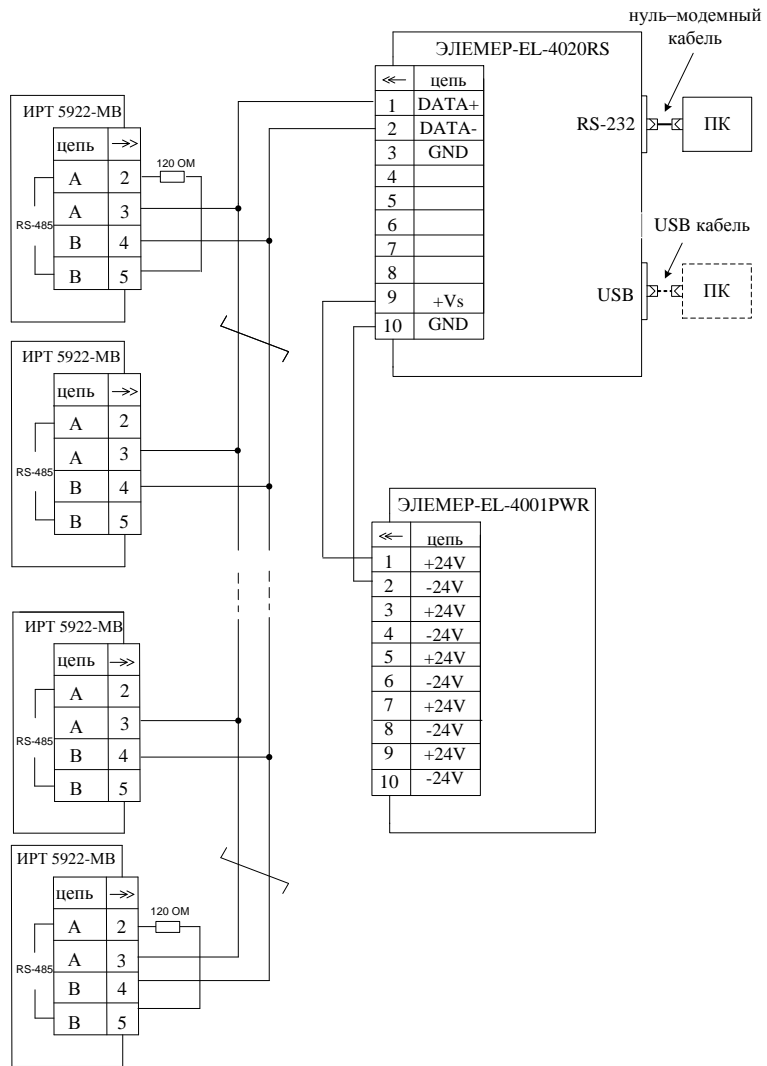 нуль–модемный
кабель
ЭЛЕМЕР-EL-4020RS
цепь
1 DATA+
2 DATA-
3 GND
4
5
6
7
8
9 +Vs
10 GND
RS-232
ПК
USB кабель
USB
ПК
ИРТ 5922-МВ
цепь
A 2
A 3
B 4
B 5
RS-485
120 ОМ
ИРТ 5922-МВ
цепь
A 2
A 3
B 4
B 5
RS-485
ЭЛЕМЕР-EL-4001PWR
цепь
1 +24V
2 -24V
3 +24V
4 -24V
5 +24V
6 -24V
7 +24V
8 -24V
9 +24V
10 -24V
ИРТ 5922-МВ
цепь
A 2
A 3
B 4
B 5
RS-485
ИРТ 5922-МВ
цепь
A 2
A 3
B 4
B 5
RS-485
120 ОМ